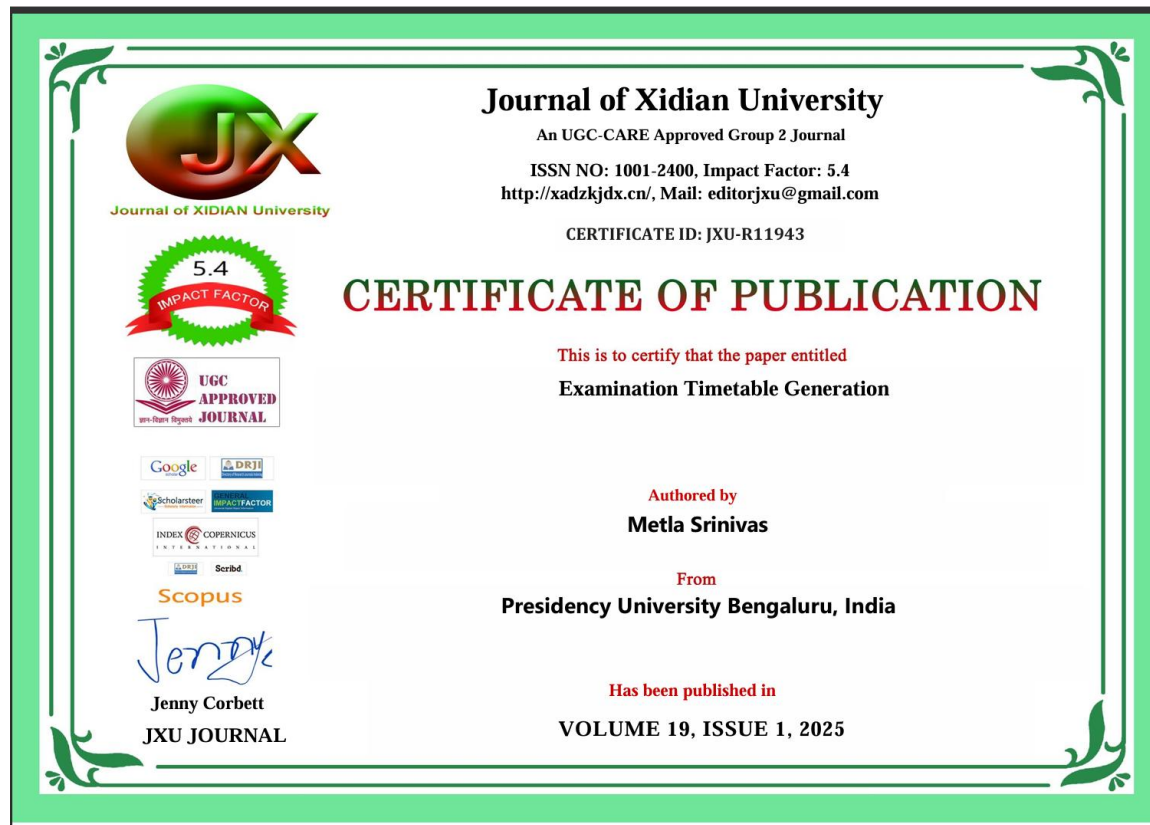 JX
Journal of XIDIAN University
Journal of Xidian University
An UGC-CARE Approved Group 2 Journal
ISSN NO: 1001-2400, Impact Factor: 5.4
http://xadzkjdx.cn/, Mail: editorjxu@gmail.com
CERTIFICATE ID: JXU-R11943
5.4
IMPACT FACTOR
CERTIFICATE OF PUBLICATION
This is to certify that the paper entitled
Examination Timetable Generation
UGC
APPROVED
JOURNAL
ज्ञान-विज्ञान विमुक्तये
Google
DRJI
Scholarsteer
GENERAL
IMPACTFACTOR
INDEX COPERNICUS
INTERNATIONAL
DRJI
Scribd.
Scopus
Authored by
Metla Srinivas
From
Presidency University Bengaluru, India
Jenny Corbett
JXU JOURNAL
Has been published in
VOLUME 19, ISSUE 1, 2025